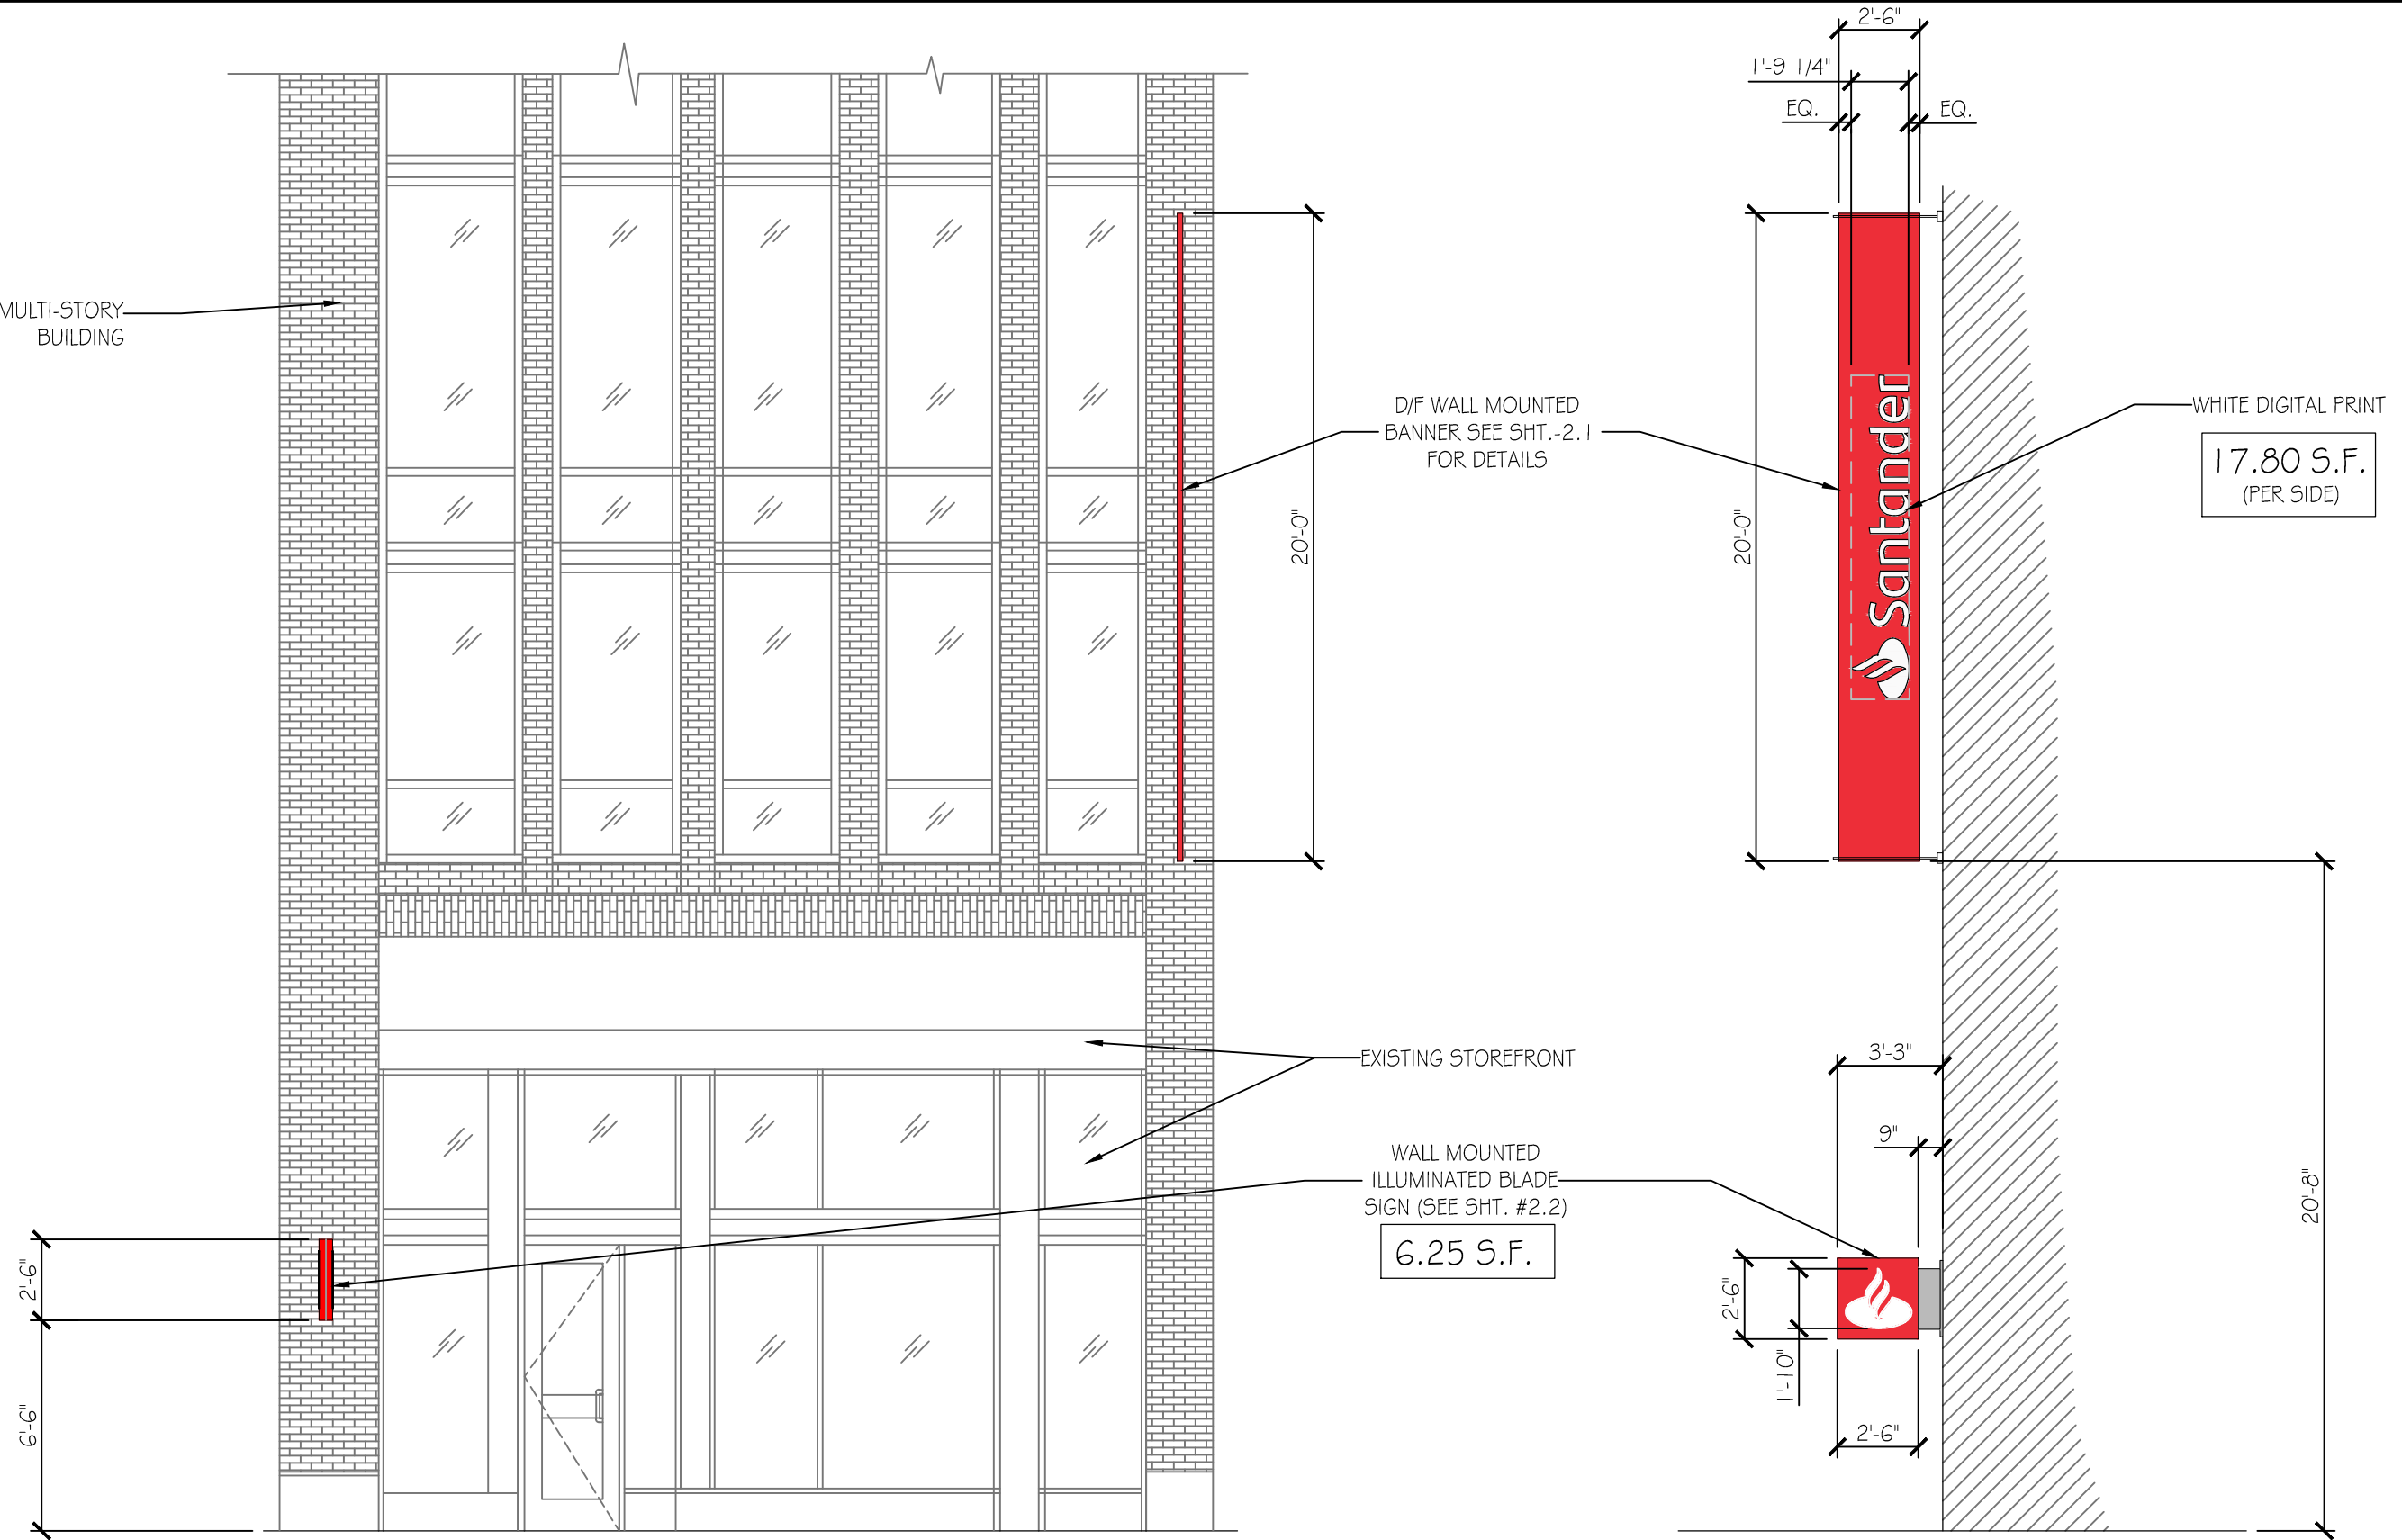 2'-6"
1'-9 1/4"
EQ.
EQ.
MULTI-STORY
BUILDING
D/F WALL MOUNTED
BANNER SEE SHT.-2.1
FOR DETAILS
20'-0"
20'-0"
Santander
WHITE DIGITAL PRINT
17.80 S.F.
(PER SIDE)
EXISTING STOREFRONT
WALL MOUNTED
ILLUMINATED BLADE
SIGN (SEE SHT. #2.2)
6.25 S.F.
3'-3"
9"
20'-8"
2'-6"
6'-6"
2'-6"
1'-10"
2'-6"